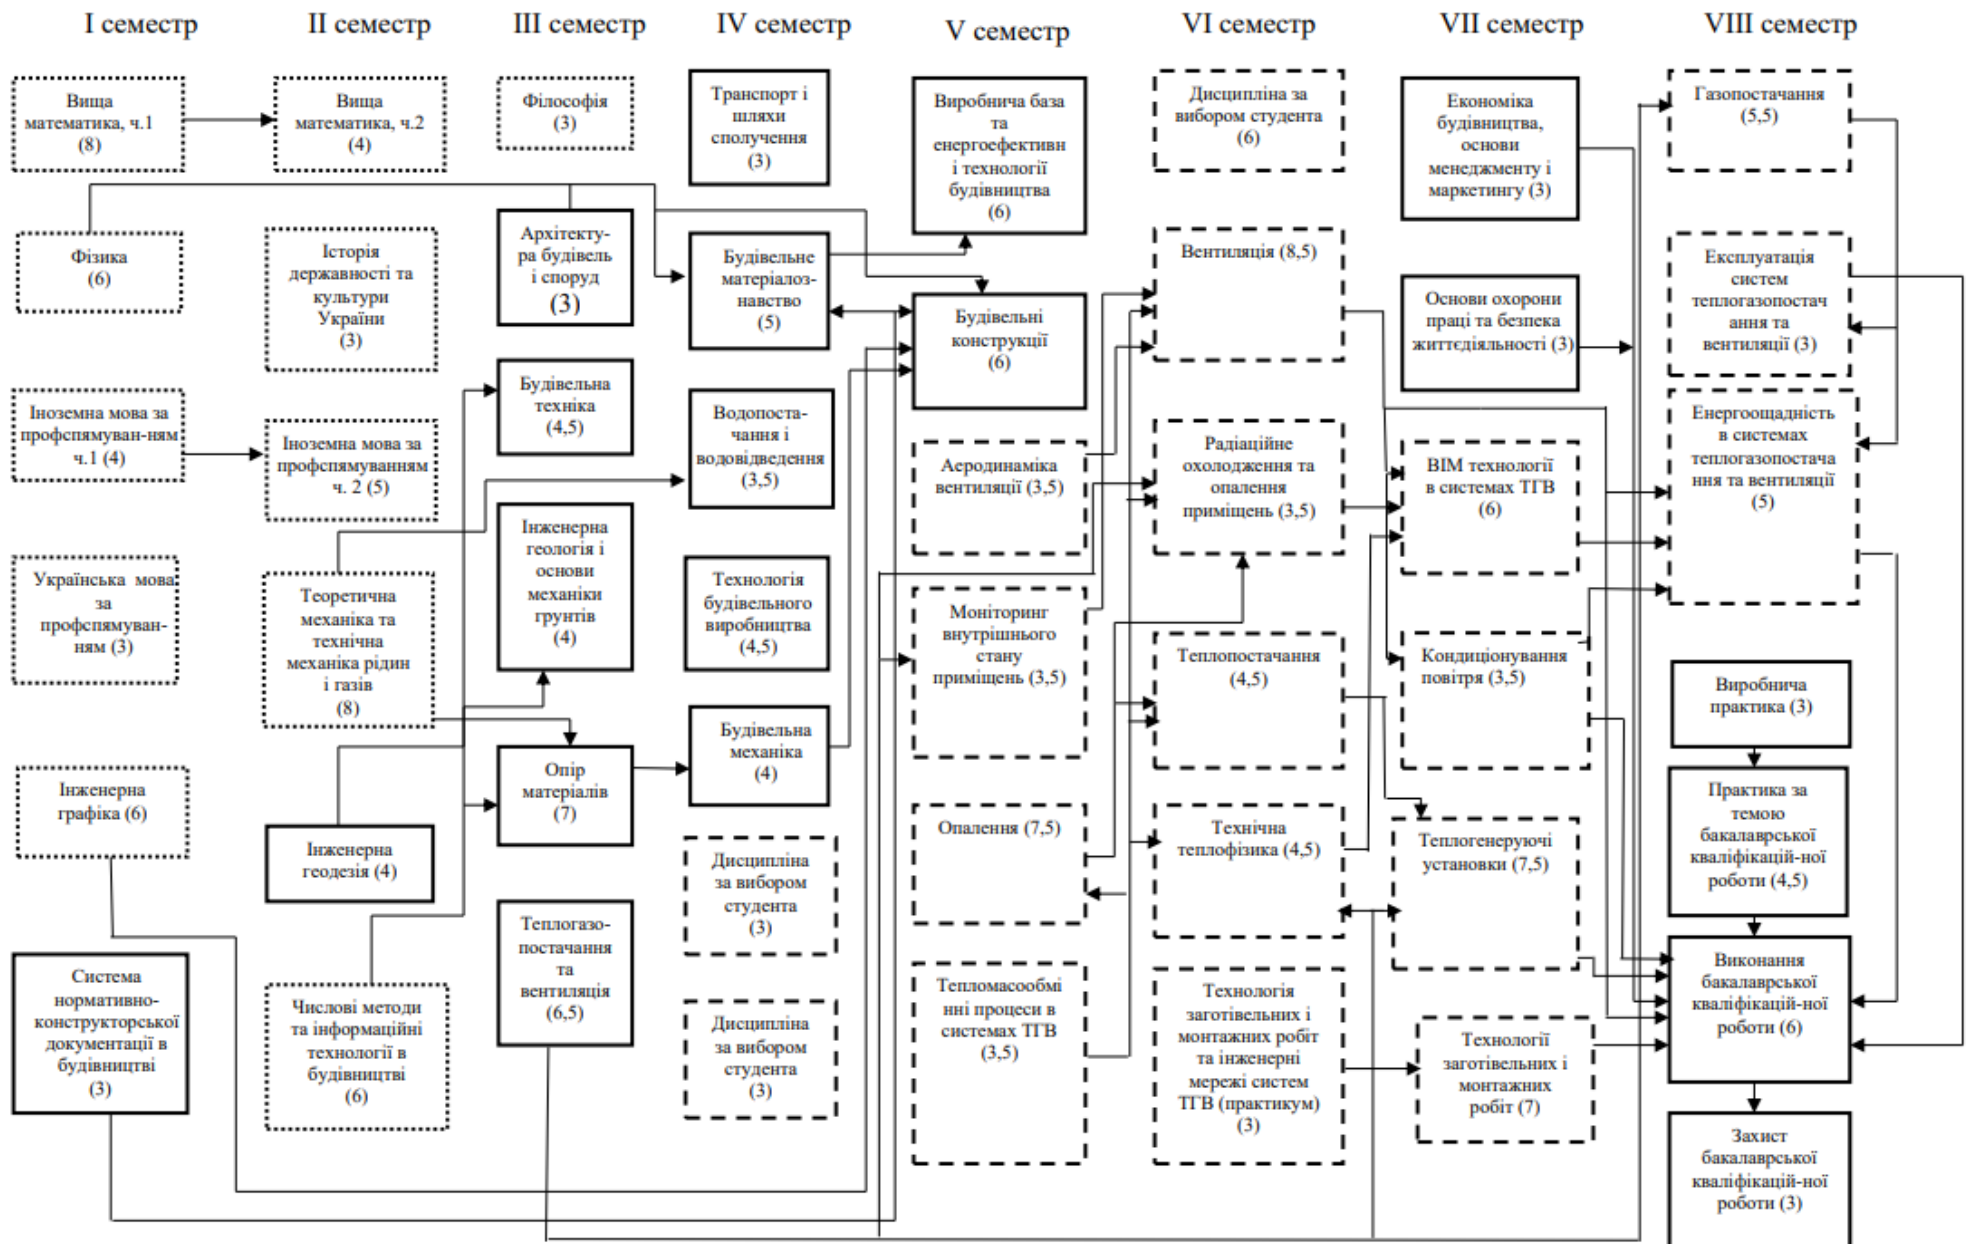 I семестр
II семестр
III семестр
IV семестр
V семестр
VI семестр
VII семестр
VIII семестр
Вища
математика, ч.1
(8)
Фізика
(6)
Іноземна мова за
профспямуван-ням
ч.1 (4)
Українська мова
за
профспямуван-
ням (3)
Інженерна
графіка (6)
Система
нормативно-
конструкторської
документації в
будівництві
(3)
Вища
математика, ч.2
(4)
Історія
державності та
культури
України
(3)
Іноземна мова за
профспямуванням
ч. 2 (5)
Теоретична
механіка та
технічна
механіка рідин
і газів
(8)
Інженерна
геодезія (4)
Числові методи
та інформаційні
технології в
будівництві
(6)
Філософія
(3)
Архітекту-
ра будівель
і споруд
(3)
Будівельна
техніка
(4,5)
Інженерна
геологія і
основи
механіки
грунтів
(4)
Опір
матеріалів
(7)
Теплогазо-
постачання
та
вентиляція
(6,5)
Транспорт і
шляхи
сполучення
(3)
Будівельне
матеріалоз-
навство
(5)
Водопоста-
чання і
водовідведення
(3,5)
Технологія
будівельного
виробництва
(4,5)
Будівельна
механіка
(4)
Дисципліна
за вибором
студента
(3)
Дисципліна
за вибором
студента
(3)
Виробнича база
та
енергоефективн
і технології
будівництва
(6)
Будівельні
конструкції
(6)
Аеродинаміка
вентиляції (3,5)
Моніторинг
внутрішнього
стану
приміщень (3,5)
Опалення (7,5)
Тепломасообмі
нні процеси в
системах ТГВ
(3,5)
Дисципліна за
вибором студента
(6)
Вентиляція (8,5)
Радіаційне
охолодження та
опалення
приміщень (3,5)
Теплопостачання
(4,5)
Технічна
теплофізика (4,5)
Технологія
заготівельних і
монтажних робіт
та інженерні
мережі систем
ТГВ (практикум)
(3)
Економіка
будівництва,
основи
менеджменту і
маркетингу (3)
Основи охорони
праці та безпека
життєдіяльності (3)
BIM технології
в системах ТГВ
(6)
Кондиціонування
повітря (3,5)
Теплогенеруючі
установки (7,5)
Технології
заготівельних і
монтажних
робіт (7)
Газопостачання
(5,5)
Експлуатація
систем
теплогазопостач
ання та
вентиляції (3)
Енергоощадність
в системах
теплогазопостача
ння та вентиляції
(5)
Виробнича
практика (3)
Практика за
темою
бакалаврської
кваліфікацій-ної
роботи (4,5)
Виконання
бакалаврської
кваліфікацій-ної
роботи (6)
Захист
бакалаврської
кваліфікацій-ної
роботи (3)